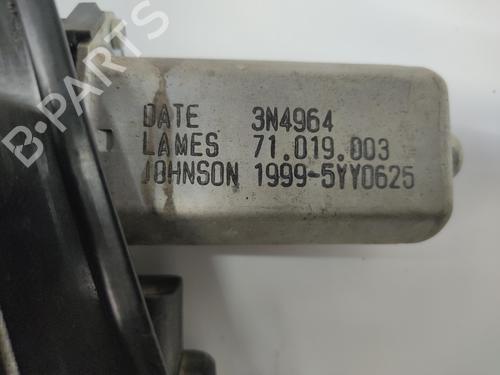 DATE 3N4964
LAMES 71.019.003
JOHNSON 1999-5YY0625
B-PARTS